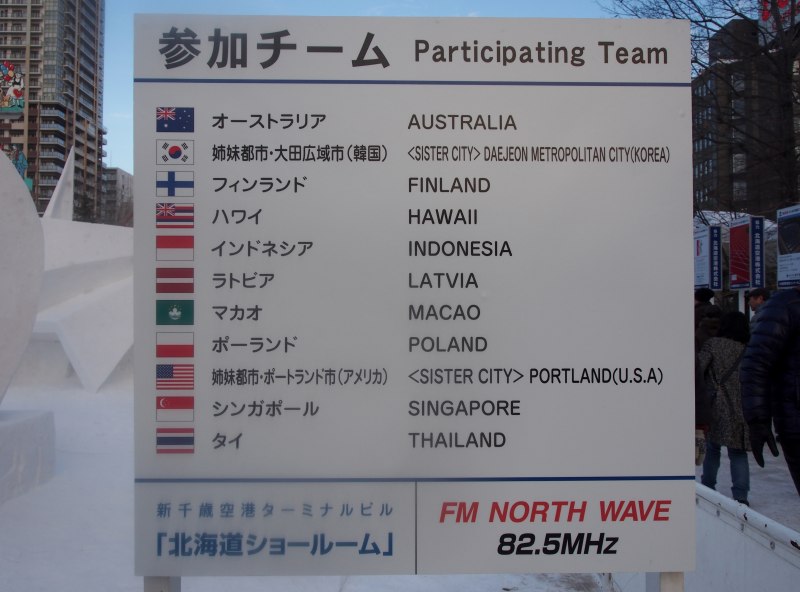 参加チーム Participating Team
オーストラリア AUSTRALIA
姉妹都市・大田広域市(韓国) <SISTER CITY> DAEJEON METROPOLITAN CITY(KOREA)
フィンランド FINLAND
ハワイ HAWAII
インドネシア INDONESIA
ラトビア LATVIA
マカオ MACAO
ポーランド POLAND
姉妹都市・ポートランド市(アメリカ) <SISTER CITY> PORTLAND(U.S.A)
シンガポール SINGAPORE
タイ THAILAND
新千歳空港ターミナルビル
「北海道ショールーム」
FM NORTH WAVE
82.5MHz